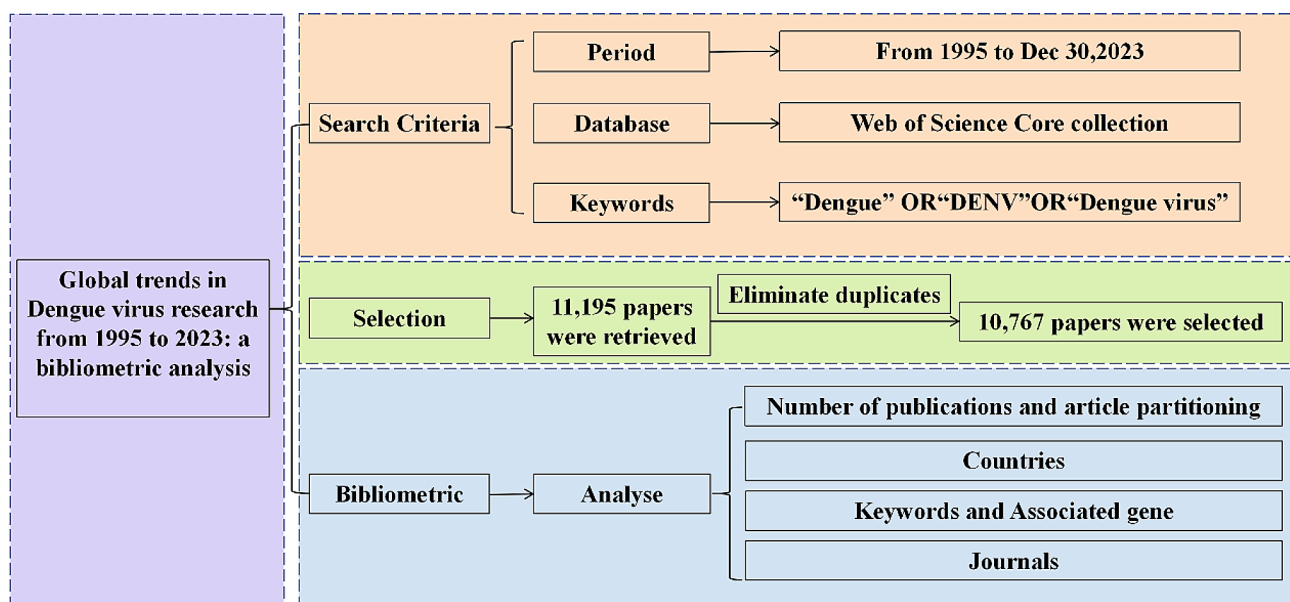 Global trends in
Dengue virus research
from 1995 to 2023: a
bibliometric analysis
Search Criteria
Period
From 1995 to Dec 30,2023
Database
Web of Science Core collection
Keywords
“Dengue” OR“DENV”OR“Dengue virus”
Selection
11,195 papers
were retrieved
Eliminate duplicates
10,767 papers were selected
Bibliometric
Analyse
Number of publications and article partitioning
Countries
Keywords and Associated gene
Journals